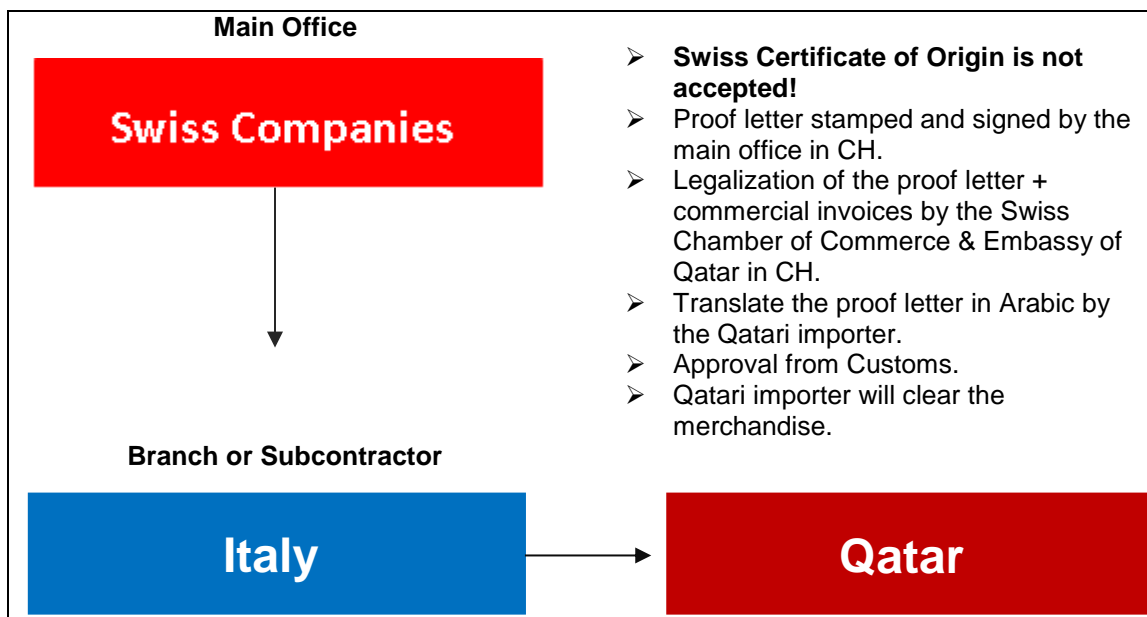 Main Office
Swiss Companies
➢ Swiss Certificate of Origin is not
accepted!
➢ Proof letter stamped and signed by the
main office in CH.
➢ Legalization of the proof letter +
commercial invoices by the Swiss
Chamber of Commerce & Embassy of
Qatar in CH.
➢ Translate the proof letter in Arabic by
the Qatari importer.
➢ Approval from Customs.
➢ Qatari importer will clear the
merchandise.
Branch or Subcontractor
Italy
Qatar